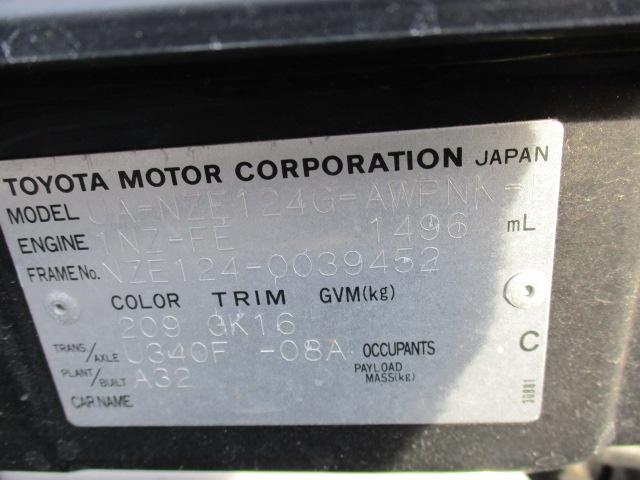 TOYOTA MOTOR CORPORATION JAPAN
MODEL UA-NZE124G-AWPNK-E
ENGINE 1NZ-FE 1496 mL
FRAME No. NZE124-0039452
COLOR TRIM GVM(kg)
209 GK16
TRANS/AXLE U340F -08A OCCUPANTS C
PLANT/BUILT A32 PAYLOAD MASS(kg)
CAR NAME
30881